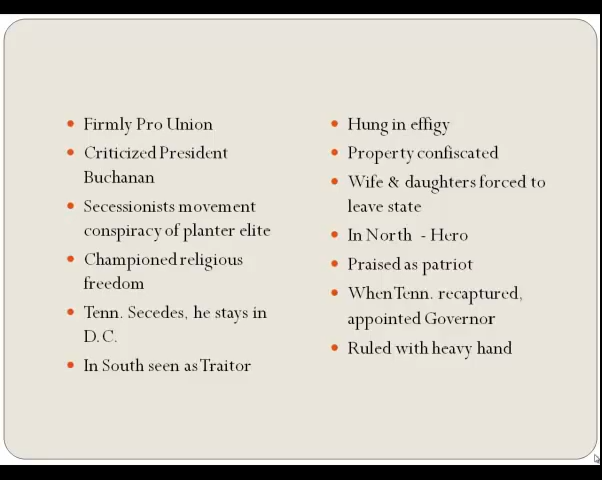 Firmly Pro Union
Criticized President
Buchanan
Secessionists movement
conspiracy of planter elite
Championed religious
freedom
Tenn. Secedes, he stays in
D.C.
In South seen as Traitor
Hung in effigy
Property confiscated
Wife & daughters forced to
leave state
In North - Hero
Praised as patriot
When Tenn. recaptured,
appointed Governor
Ruled with heavy hand